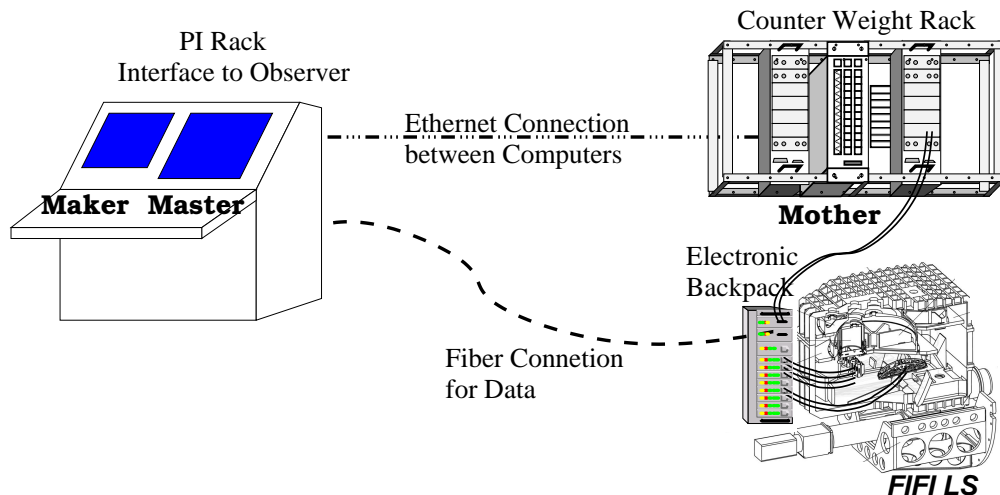 PI Rack
Interface to Observer
Counter Weight Rack
Ethernet Connection
between Computers
Maker Master
Mother
Electronic
Backpack
Fiber Connetion
for Data
FIFI LS